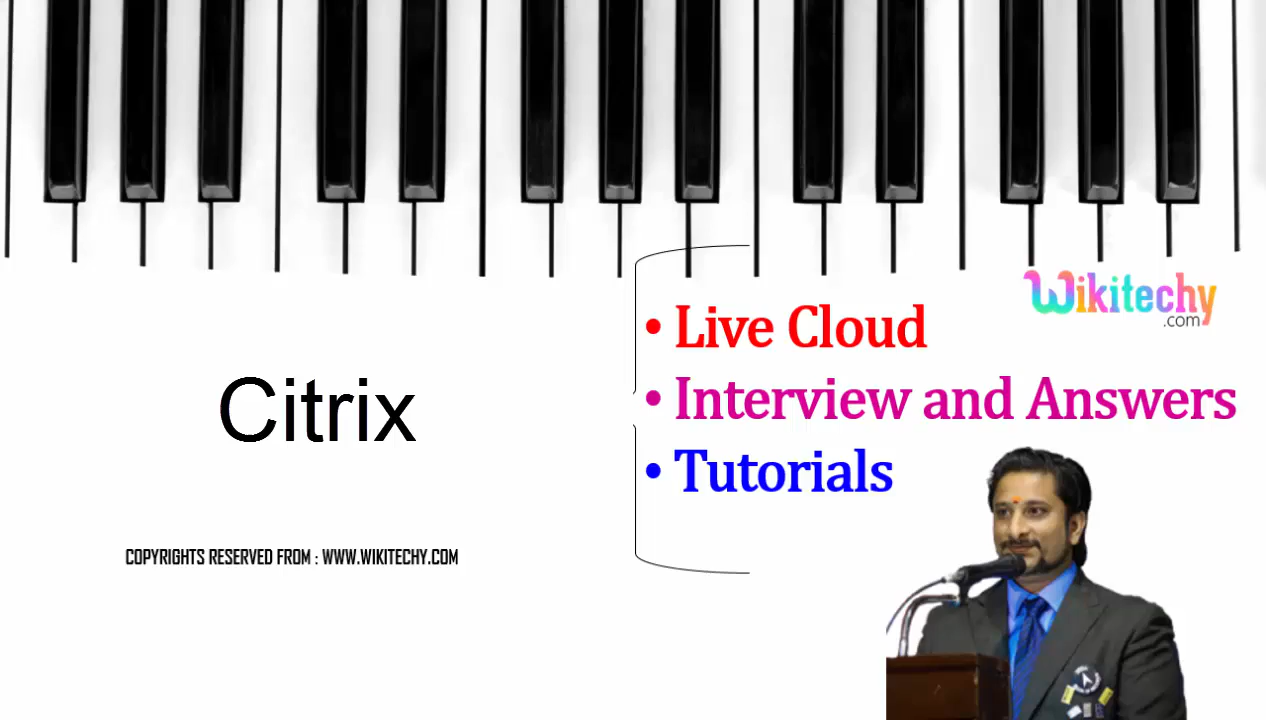 Wikitechy
.com
• Live Cloud
• Interview and Answers
• Tutorials
Citrix
COPYRIGHTS RESERVED FROM : WWW.WIKITECHY.COM